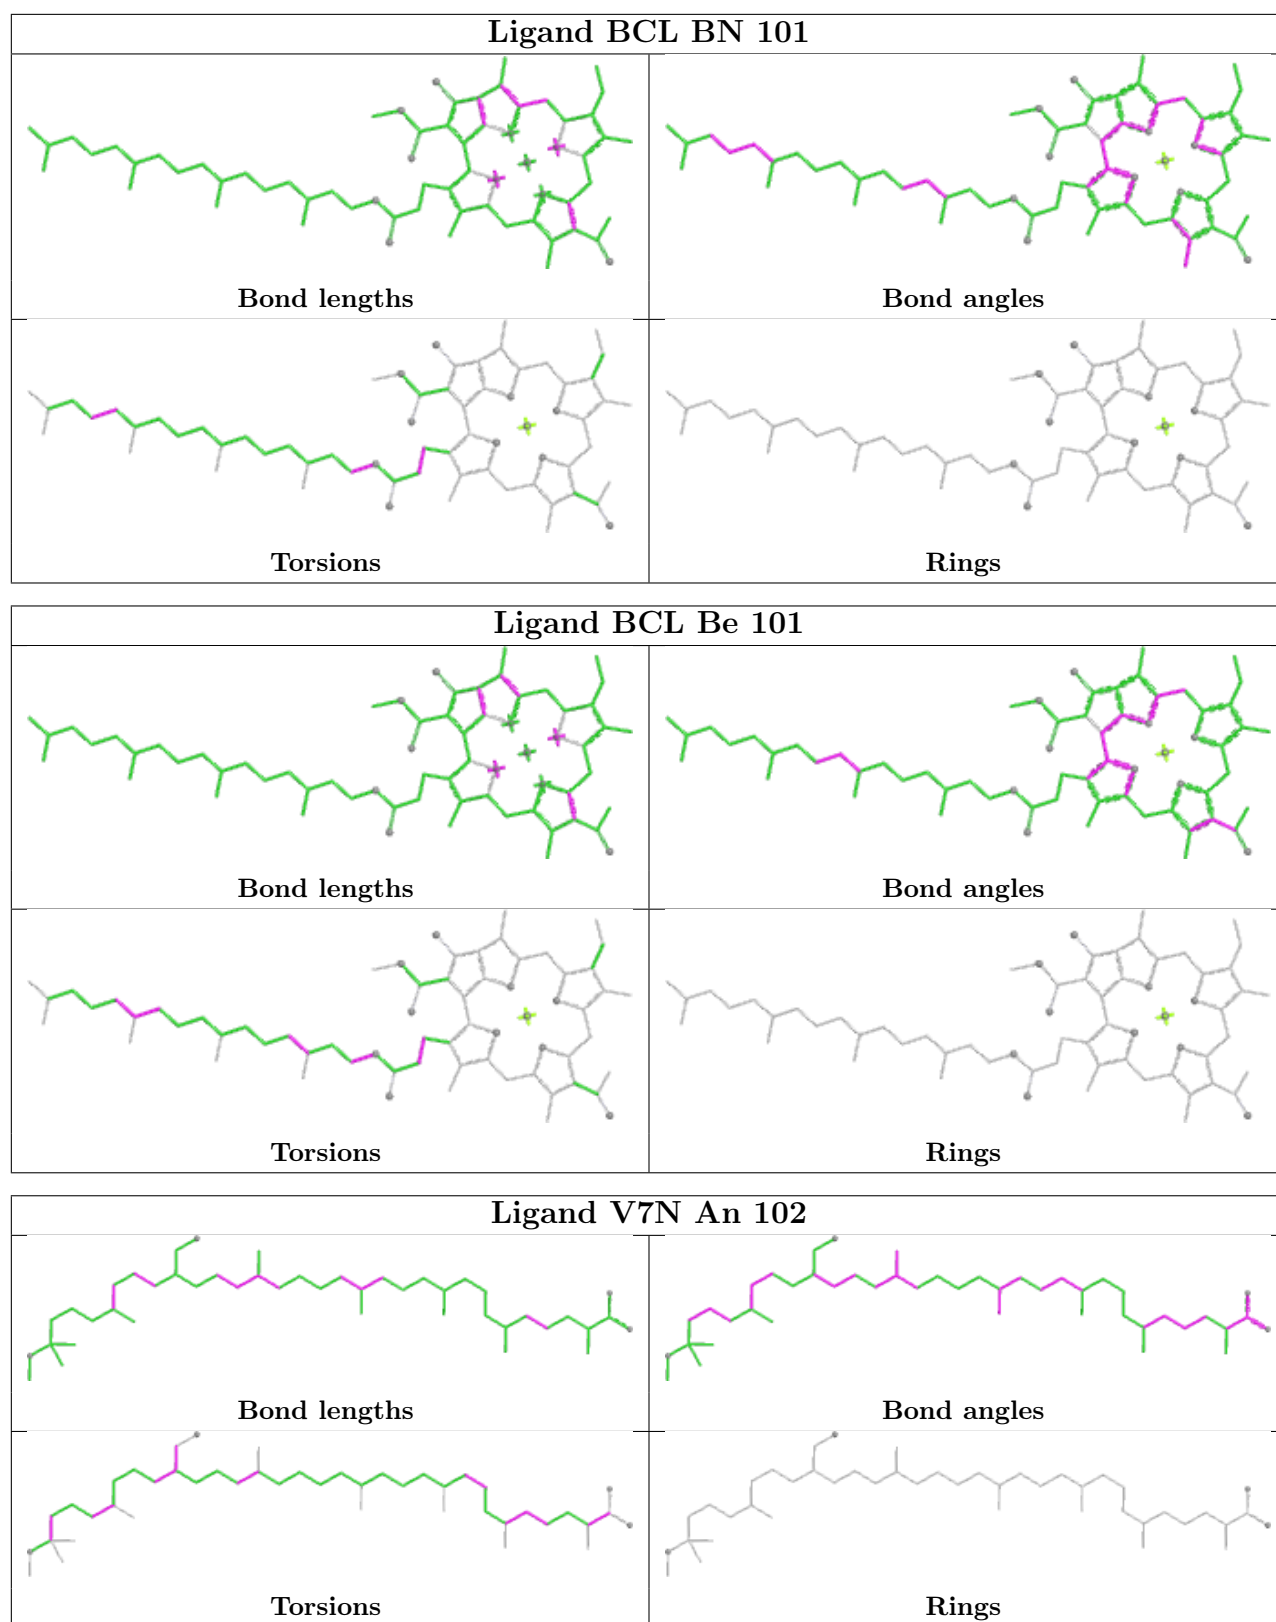 Ligand BCL BN 101
Bond lengths
Bond angles
Torsions
Rings
Ligand BCL Be 101
Bond lengths
Bond angles
Torsions
Rings
Ligand V7N An 102
Bond lengths
Bond angles
Torsions
Rings